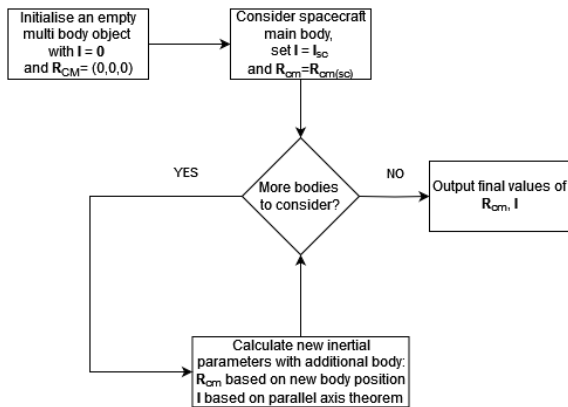 Initialise an empty
multi body object
with I = 0
and R_CM= (0,0,0)
Consider spacecraft
main body,
set I = I_sc
and R_cm=R_cm(sc)
YES
More bodies
to consider?
NO
Output final values of
R_cm, I
Calculate new inertial
parameters with additional body:
R_cm based on new body position
I based on parallel axis theorem